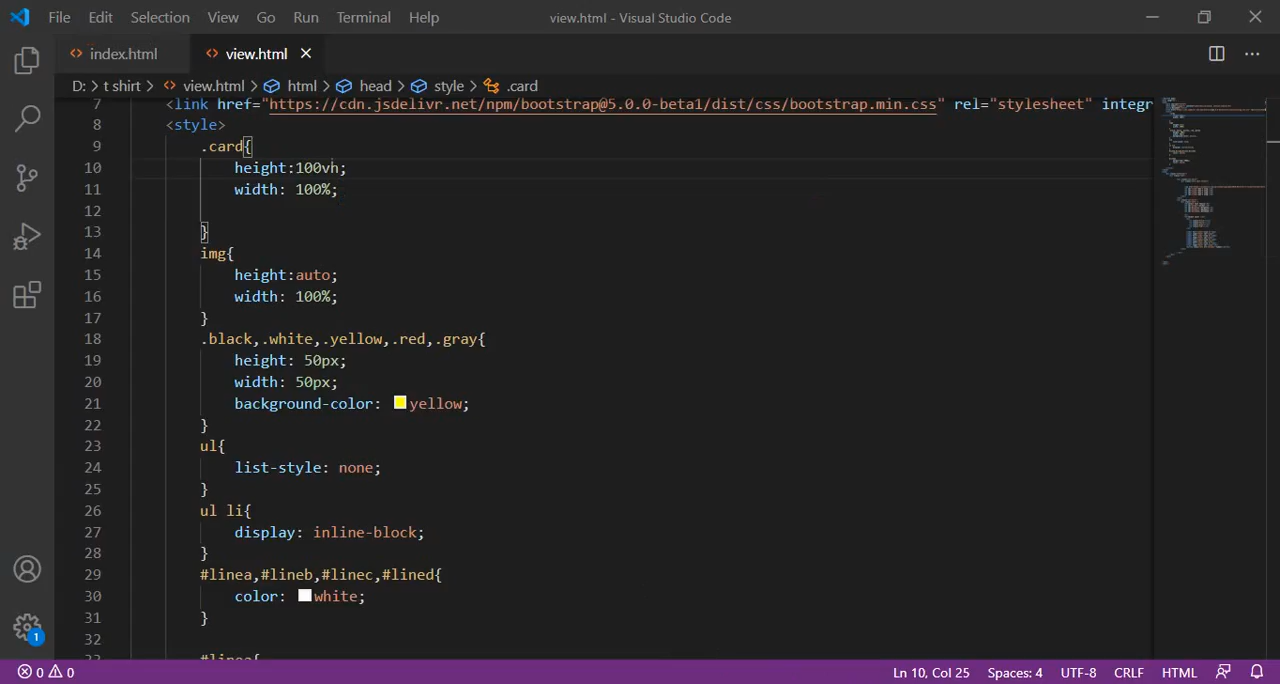 File Edit Selection View Go Run Terminal Help view.html - Visual Studio Code
index.html view.html
D: > t shirt > view.html > html > head > style > .card
7 <link href="https://cdn.jsdelivr.net/npm/bootstrap@5.0.0-beta1/dist/css/bootstrap.min.css" rel="stylesheet" integr
8 <style>
9 .card{
10 height:100vh;
11 width: 100%;
12
13 }
14 img{
15 height:auto;
16 width: 100%;
17 }
18 .black,.white,.yellow,.red,.gray{
19 height: 50px;
20 width: 50px;
21 background-color: yellow;
22 }
23 ul{
24 list-style: none;
25 }
26 ul li{
27 display: inline-block;
28 }
29 #linea,#lineb,#linec,#lined{
30 color: white;
31 }
32
33 #linea{
1
0 0 Ln 10, Col 25 Spaces: 4 UTF-8 CRLF HTML